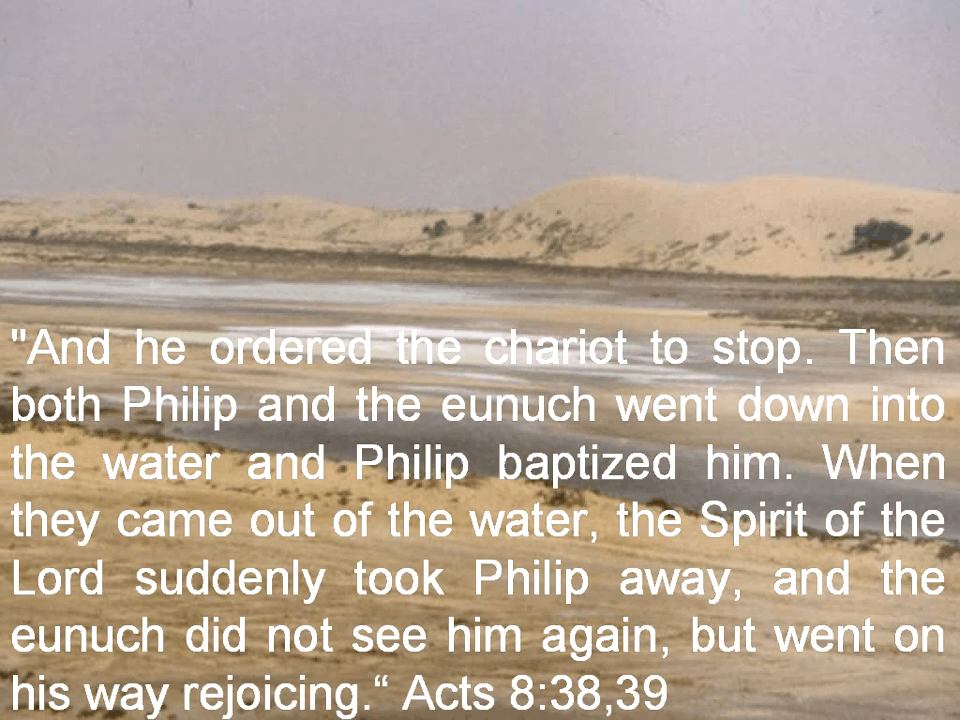 "And he ordered the chariot to stop. Then
both Philip and the eunuch went down into
the water and Philip baptized him. When
they came out of the water, the Spirit of the
Lord suddenly took Philip away, and the
eunuch did not see him again, but went on
his way rejoicing.“ Acts 8:38,39